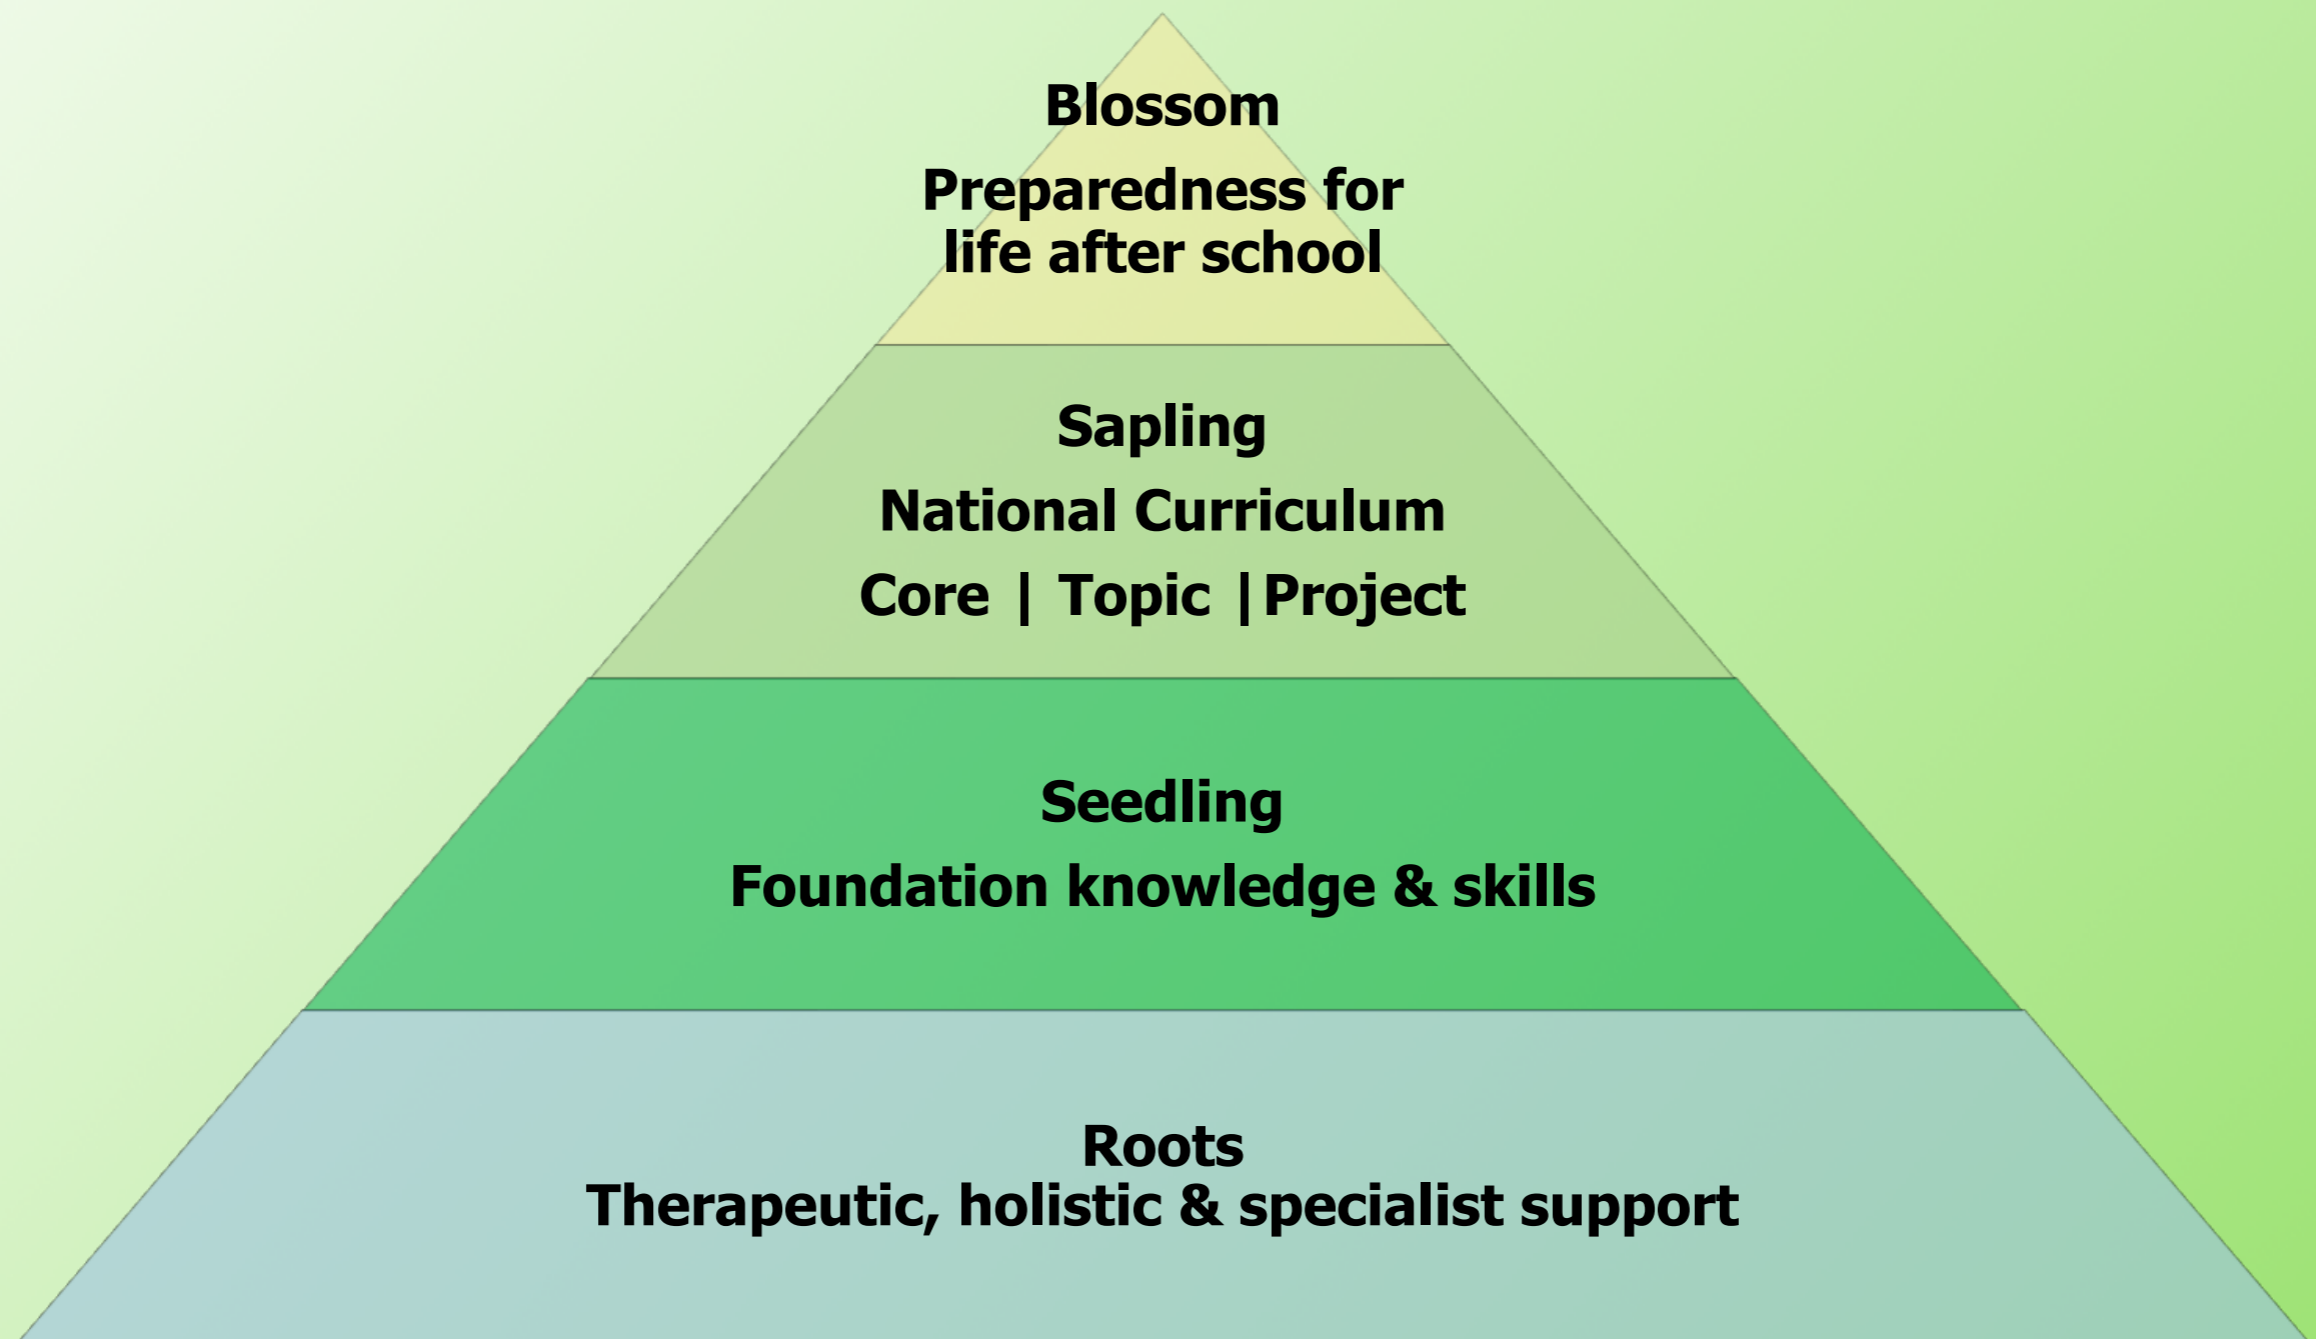 Blossom
Preparedness for
life after school
Sapling
National Curriculum
Core | Topic |Project
Seedling
Foundation knowledge & skills
Roots
Therapeutic, holistic & specialist support